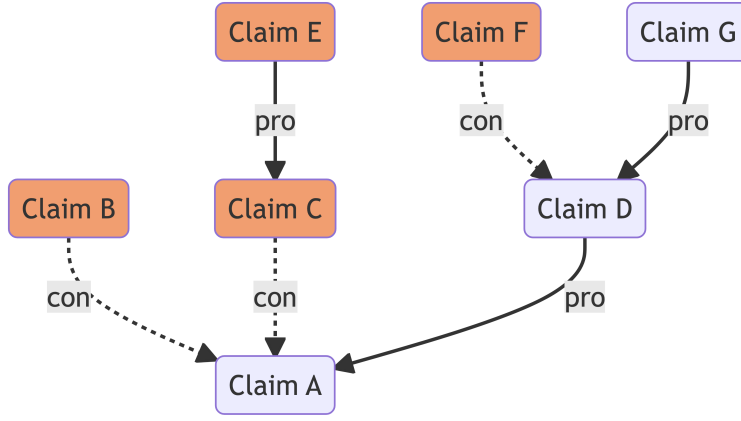 Claim E
Claim F
Claim G
pro
con
pro
Claim B
Claim C
Claim D
con
con
pro
Claim A